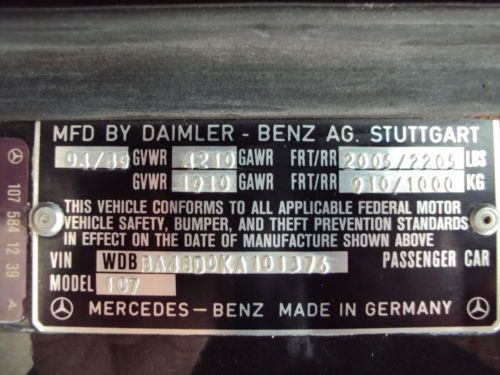 MFD BY DAIMLER - BENZ AG. STUTTGART
04/89 GVWR 4210 GAWR FRT/RR 2005/2205 LBS
GVWR 1910 GAWR FRT/RR 910/1000 KG
THIS VEHICLE CONFORMS TO ALL APPLICABLE FEDERAL MOTOR
VEHICLE SAFETY, BUMPER, AND THEFT PREVENTION STANDARDS
IN EFFECT ON THE DATE OF MANUFACTURE SHOWN ABOVE
VIN WDBBA48D9KA101376 PASSENGER CAR
MODEL 107
MERCEDES-BENZ MADE IN GERMANY
107 584 12 39 A